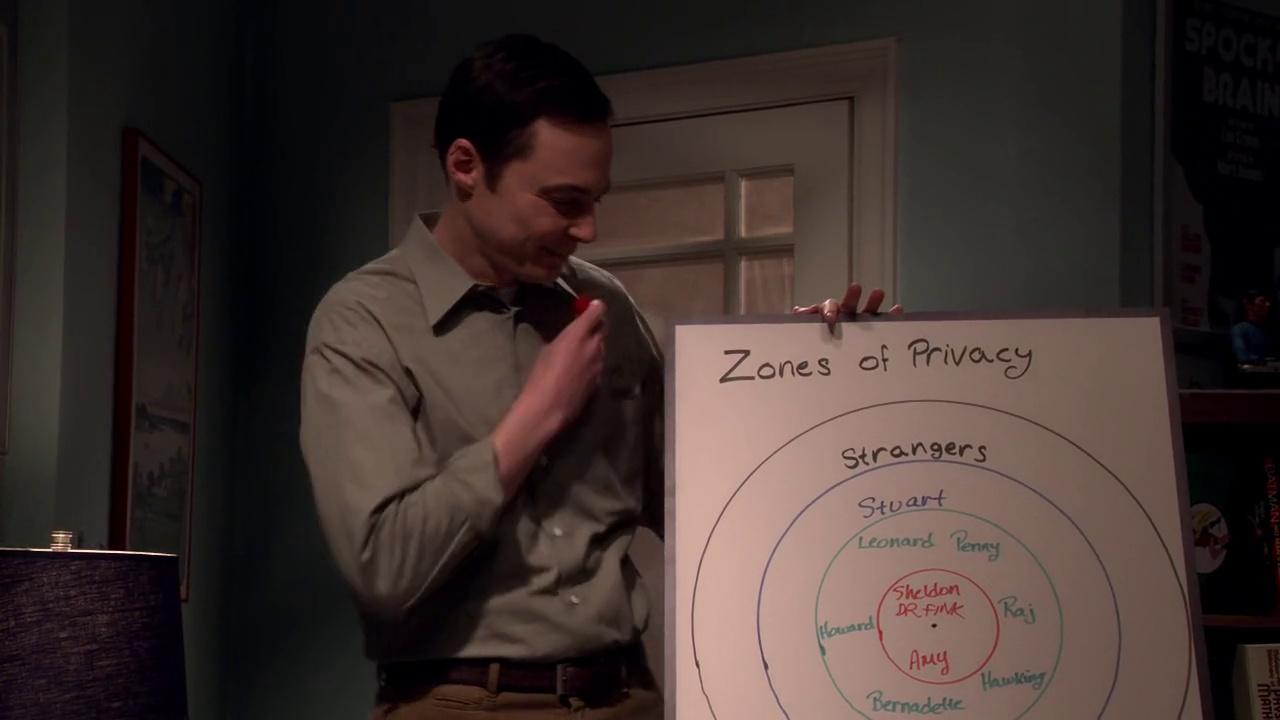 SPOCK
BRAIN
Zones of Privacy
Strangers
Stuart
Leonard Penny
Sheldon
DR. FINK
Howard
Raj
Amy
Hawking
Bernadette